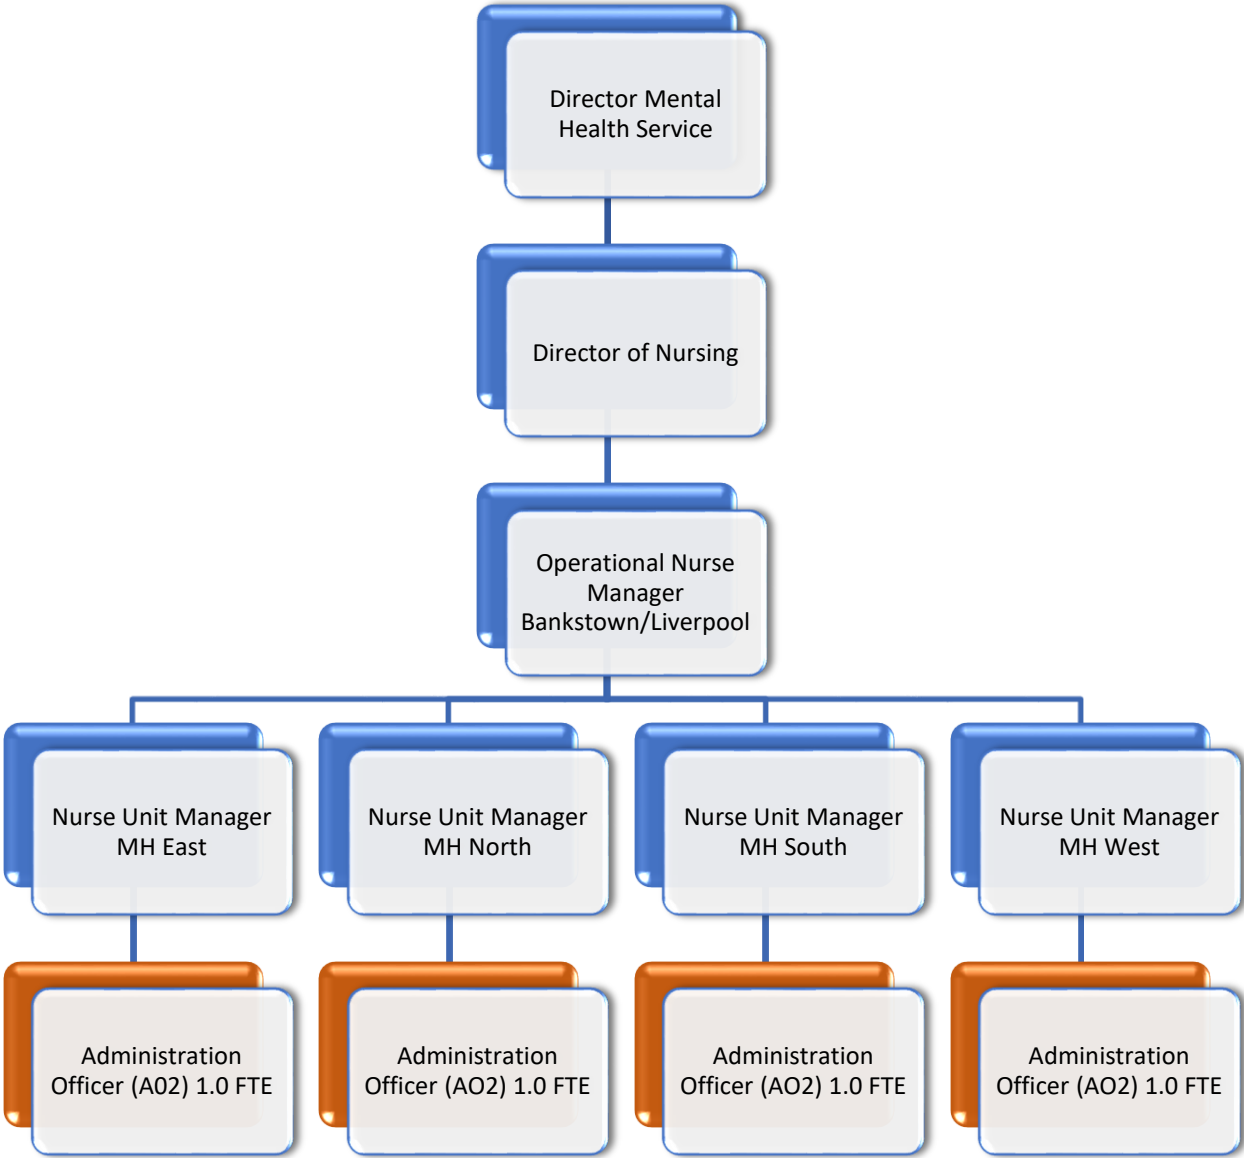 Director Mental
Health Service
Director of Nursing
Operational Nurse
Manager
Bankstown/Liverpool
Nurse Unit Manager
MH East
Nurse Unit Manager
MH North
Nurse Unit Manager
MH South
Nurse Unit Manager
MH West
Administration
Officer (A02) 1.0 FTE
Administration
Officer (AO2) 1.0 FTE
Administration
Officer (AO2) 1.0 FTE
Administration
Officer (AO2) 1.0 FTE